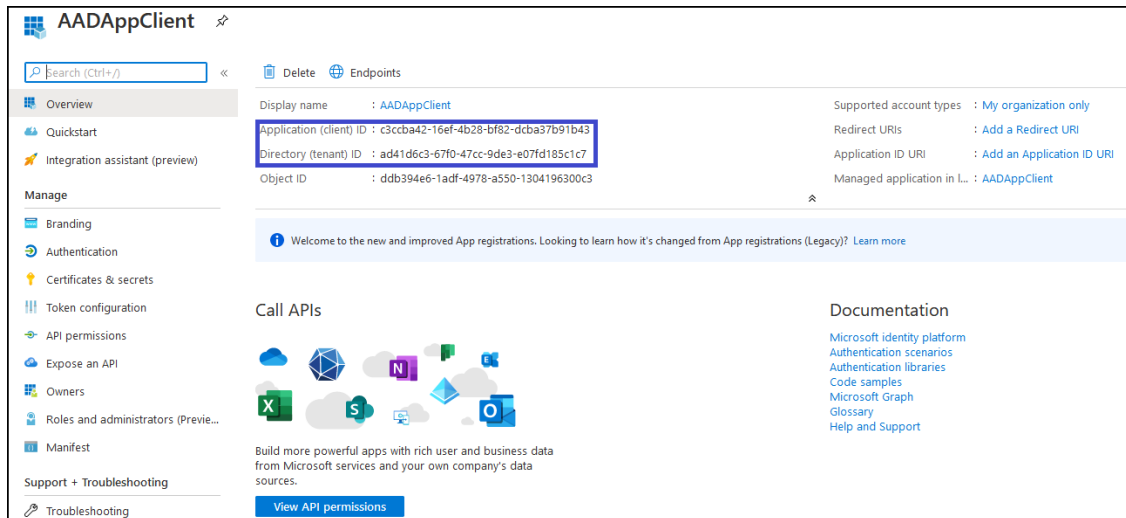 AADAppClient
Search (Ctrl+/)
«
Overview
Quickstart
Integration assistant (preview)
Manage
Branding
Authentication
Certificates & secrets
Token configuration
API permissions
Expose an API
Owners
Roles and administrators (Previe...
Manifest
Support + Troubleshooting
Troubleshooting
Delete Endpoints
Display name : AADAppClient
Application (client) ID : c3ccba42-16ef-4b28-bf82-dcba37b91b43
Directory (tenant) ID : ad41d6c3-67f0-47cc-9de3-e07fd185c1c7
Object ID : ddb394e6-1adf-4978-a550-1304196300c3
Supported account types : My organization only
Redirect URIs : Add a Redirect URI
Application ID URI : Add an Application ID URI
Managed application in l... : AADAppClient
Welcome to the new and improved App registrations. Looking to learn how it's changed from App registrations (Legacy)? Learn more
Call APIs
N
E
X
S
O
Build more powerful apps with rich user and business data
from Microsoft services and your own company's data
sources.
View API permissions
Documentation
Microsoft identity platform
Authentication scenarios
Authentication libraries
Code samples
Microsoft Graph
Glossary
Help and Support